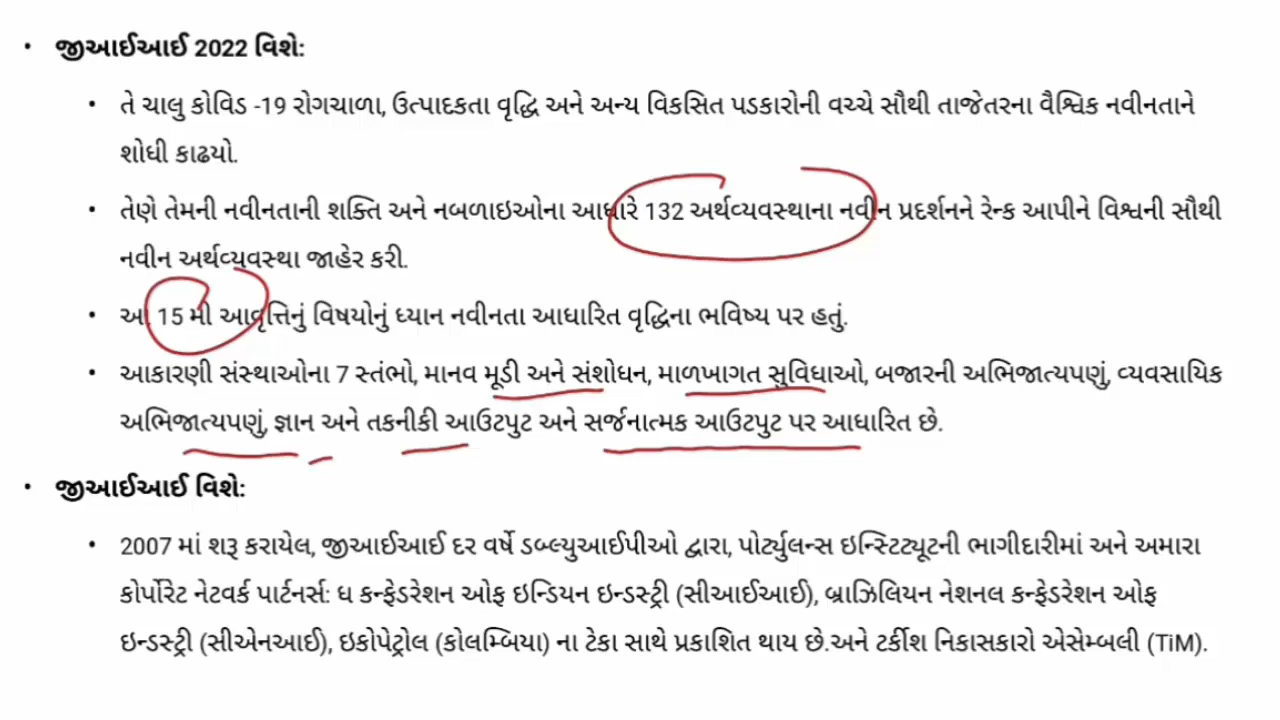 • જીઆઈઆઈ 2022 વિશે:
• તે ચાલુ કોવિડ -19 રોગચાળા, ઉત્પાદકતા વૃદ્ધિ અને અન્ય વિકસિત પડકારોની વચ્ચે સૌથી તાજેતરના વૈશ્વિક નવીનતાને
શોધી કાઢયો.
• તેણે તેમની નવીનતાની શક્તિ અને નબળાઇઓના આધારે 132 અર્થવ્યવસ્થાના નવીન પ્રદર્શનને રેન્ક આપીને વિશ્વની સૌથી
નવીન અર્થવ્યવસ્થા જાહેર કરી.
• આ 15 મી આવૃત્તિનું વિષયોનું ધ્યાન નવીનતા આધારિત વૃદ્ધિના ભવિષ્ય પર હતું.
• આકારણી સંસ્થાઓના 7 સ્તંભો, માનવ મૂડી અને સંશોધન, માળખાગત સુવિધાઓ, બજારની અભિજાત્યપણું, વ્યવસાયિક
અભિજાત્યપણું, જ્ઞાન અને તકનીકી આઉટપુટ અને સર્જનાત્મક આઉટપુટ પર આધારિત છે.
• જીઆઈઆઈ વિશે:
• 2007 માં શરૂ કરાયેલ, જીઆઈઆઈ દર વર્ષે ડબ્લ્યુઆઈપીઓ દ્વારા, પોર્ટ્યુલન્સ ઇન્સ્ટિટ્યૂટની ભાગીદારીમાં અને અમારા
કોર્પોરેટ નેટવર્ક પાર્ટનર્સ: ધ કન્ફેડરેશન ઓફ ઇન્ડિયન ઇન્ડસ્ટ્રી (સીઆઈઆઈ), બ્રાઝિલિયન નેશનલ કન્ફેડરેશન ઓફ
ઇન્ડસ્ટ્રી (સીએનઆઈ), ઇકોપેટ્રોલ (કોલમ્બિયા) ના ટેકા સાથે પ્રકાશિત થાય છે.અને ટર્કીશ નિકાસકારો એસેમ્બલી (TiM).